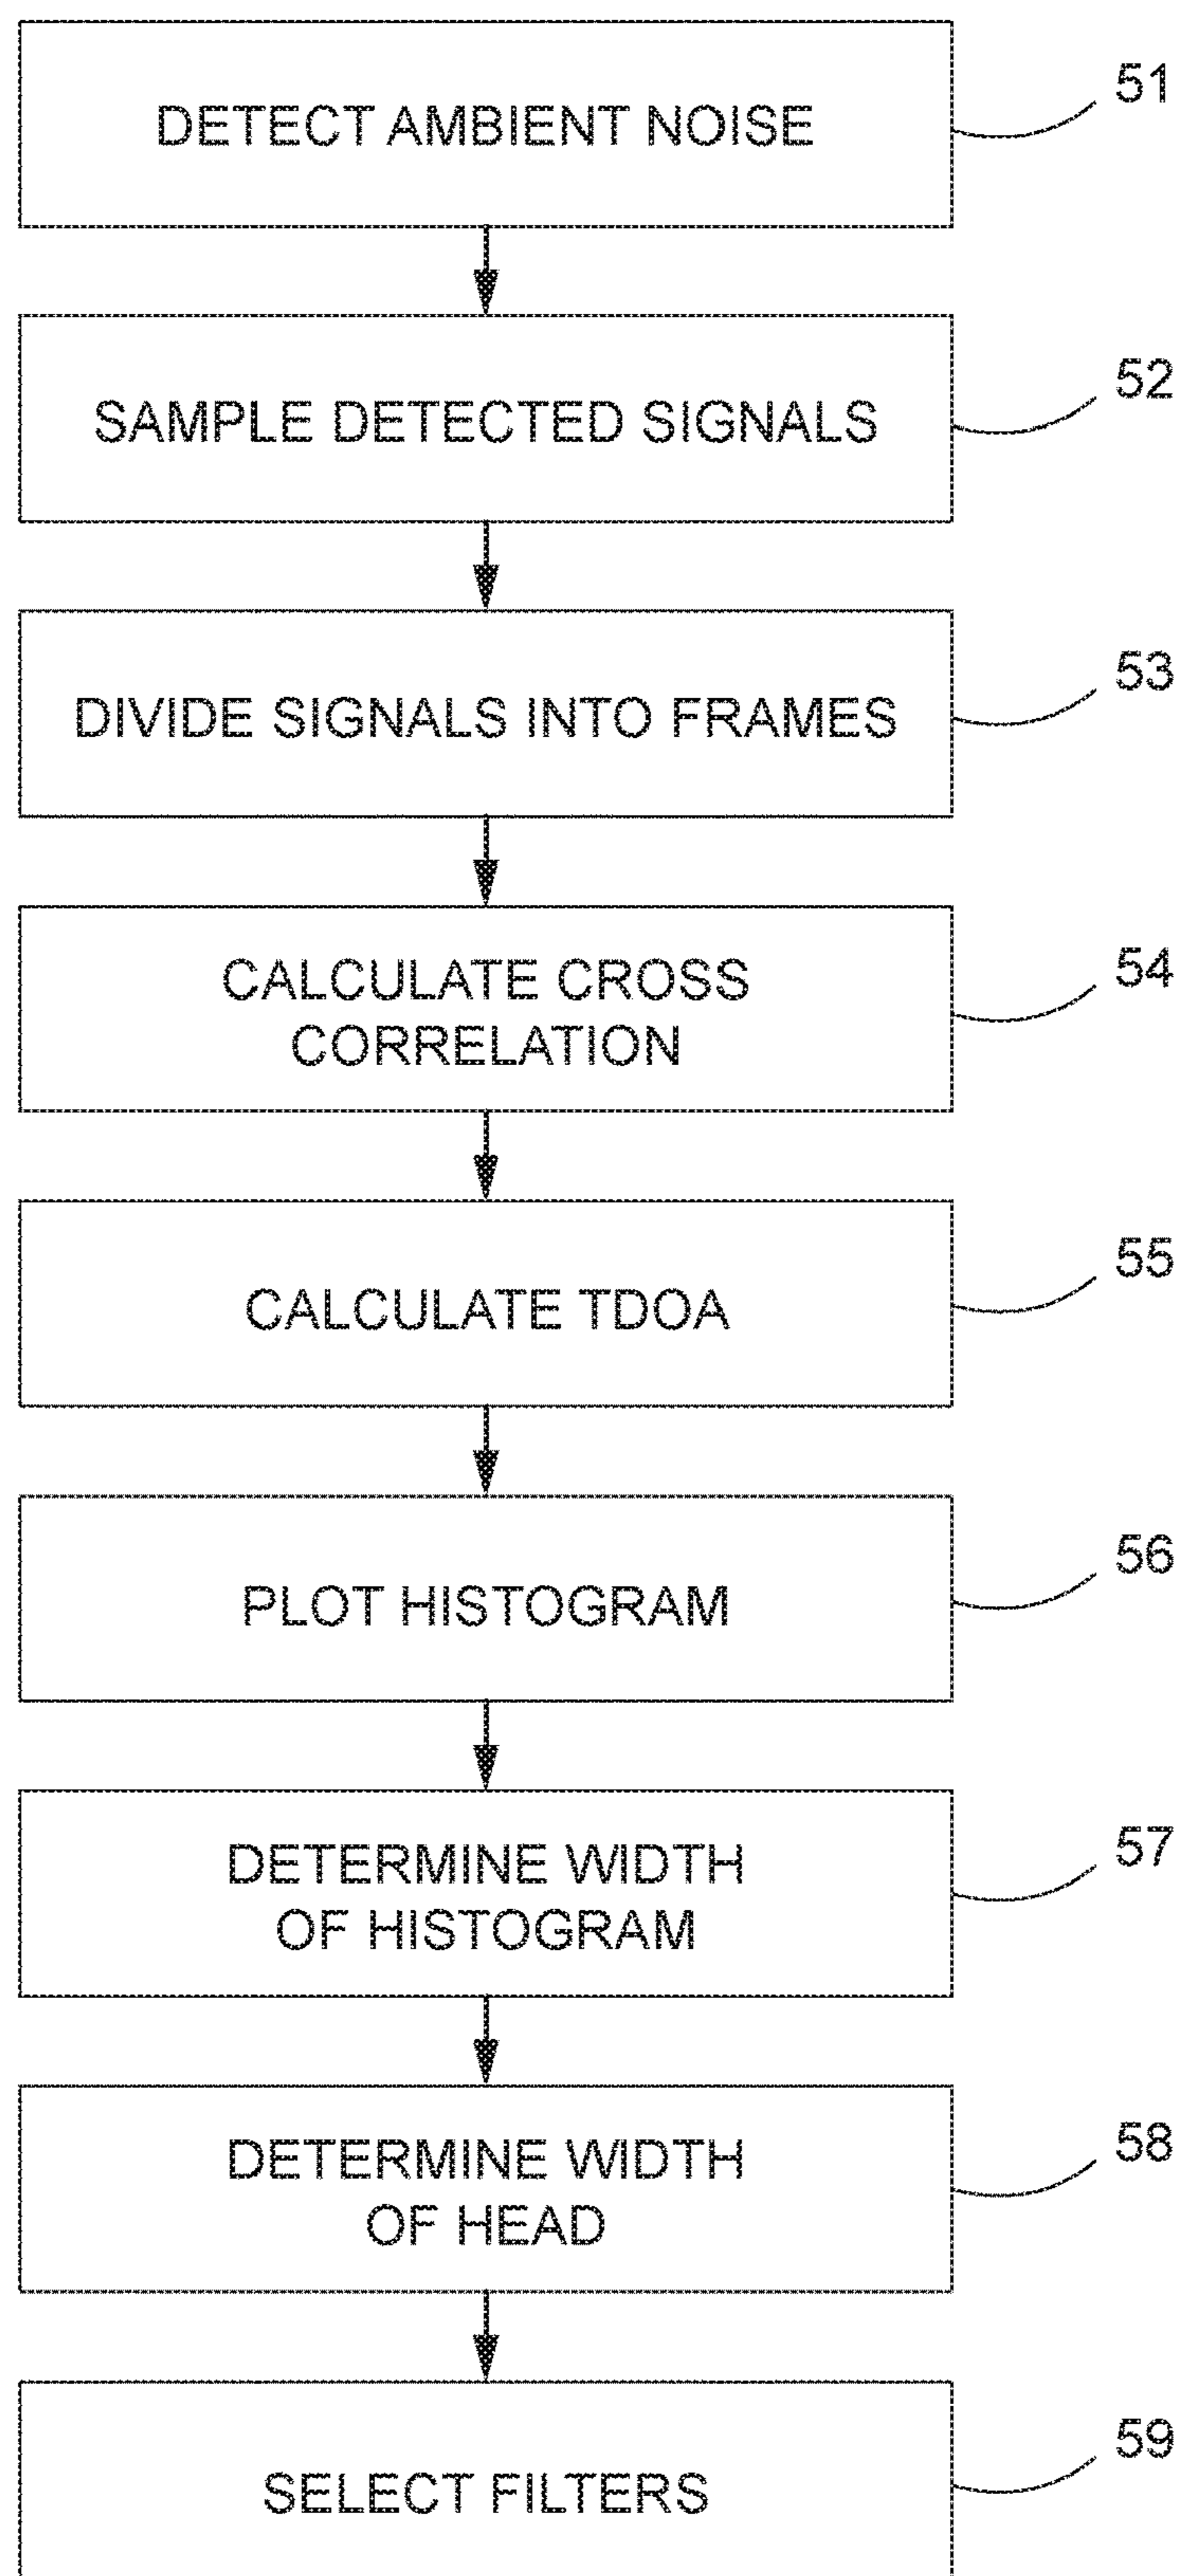 DETECT AMBIENT NOISE
51
SAMPLE DETECTED SIGNALS
52
DIVIDE SIGNALS INTO FRAMES
53
CALCULATE CROSS
CORRELATION
54
CALCULATE TDOA
55
PLOT HISTOGRAM
56
DETERMINE WIDTH
OF HISTOGRAM
57
DETERMINE WIDTH
OF HEAD
58
SELECT FILTERS
59